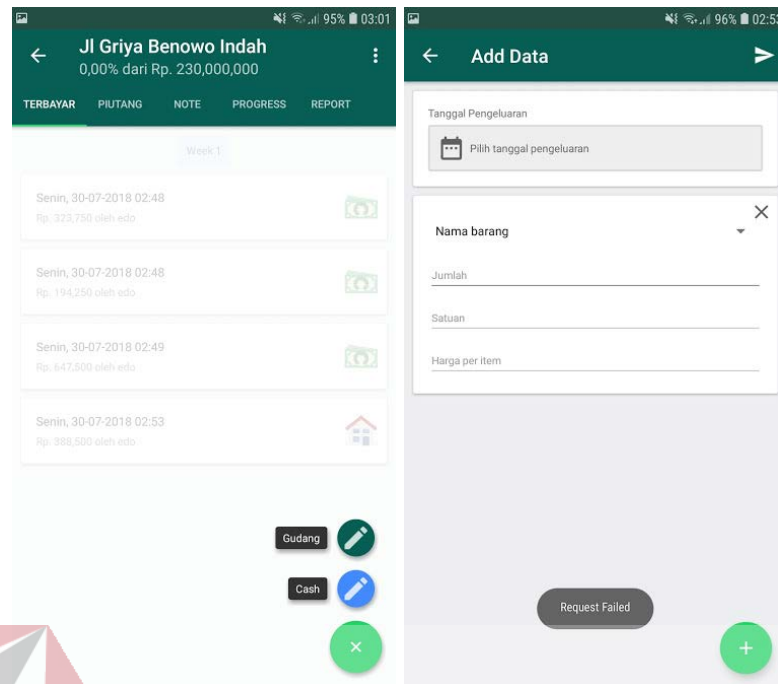 95% 03:01
Jl Griya Benowo Indah
0,00% dari Rp. 230,000,000
TERBAYAR PIUTANG NOTE PROGRESS REPORT
Week 1
Senin, 30-07-2018 02:48
Rp. 323,750 oleh edo
Senin, 30-07-2018 02:48
Rp. 194,250 oleh edo
Senin, 30-07-2018 02:49
Rp. 647,500 oleh edo
Senin, 30-07-2018 02:53
Rp. 388,500 oleh edo
Gudang
Cash
96% 02:53
Add Data
Tanggal Pengeluaran
Pilih tanggal pengeluaran
Nama barang
Jumlah
Satuan
Harga per item
Request Failed